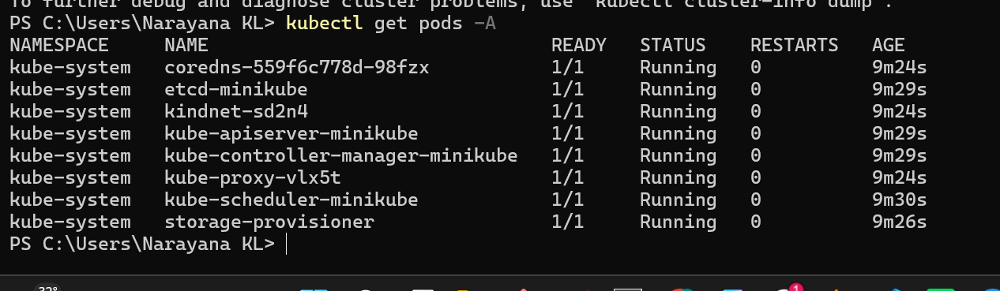 To further debug and diagnose cluster problems, use 'kubectl cluster-info dump'.
PS C:\Users\Narayana KL> kubectl get pods -A
NAMESPACE     NAME                               READY   STATUS    RESTARTS   AGE
kube-system   coredns-559f6c778d-98fzx           1/1     Running   0          9m24s
kube-system   etcd-minikube                      1/1     Running   0          9m29s
kube-system   kindnet-sd2n4                      1/1     Running   0          9m24s
kube-system   kube-apiserver-minikube            1/1     Running   0          9m29s
kube-system   kube-controller-manager-minikube   1/1     Running   0          9m29s
kube-system   kube-proxy-vlx5t                   1/1     Running   0          9m24s
kube-system   kube-scheduler-minikube            1/1     Running   0          9m30s
kube-system   storage-provisioner                1/1     Running   0          9m26s
PS C:\Users\Narayana KL>
1